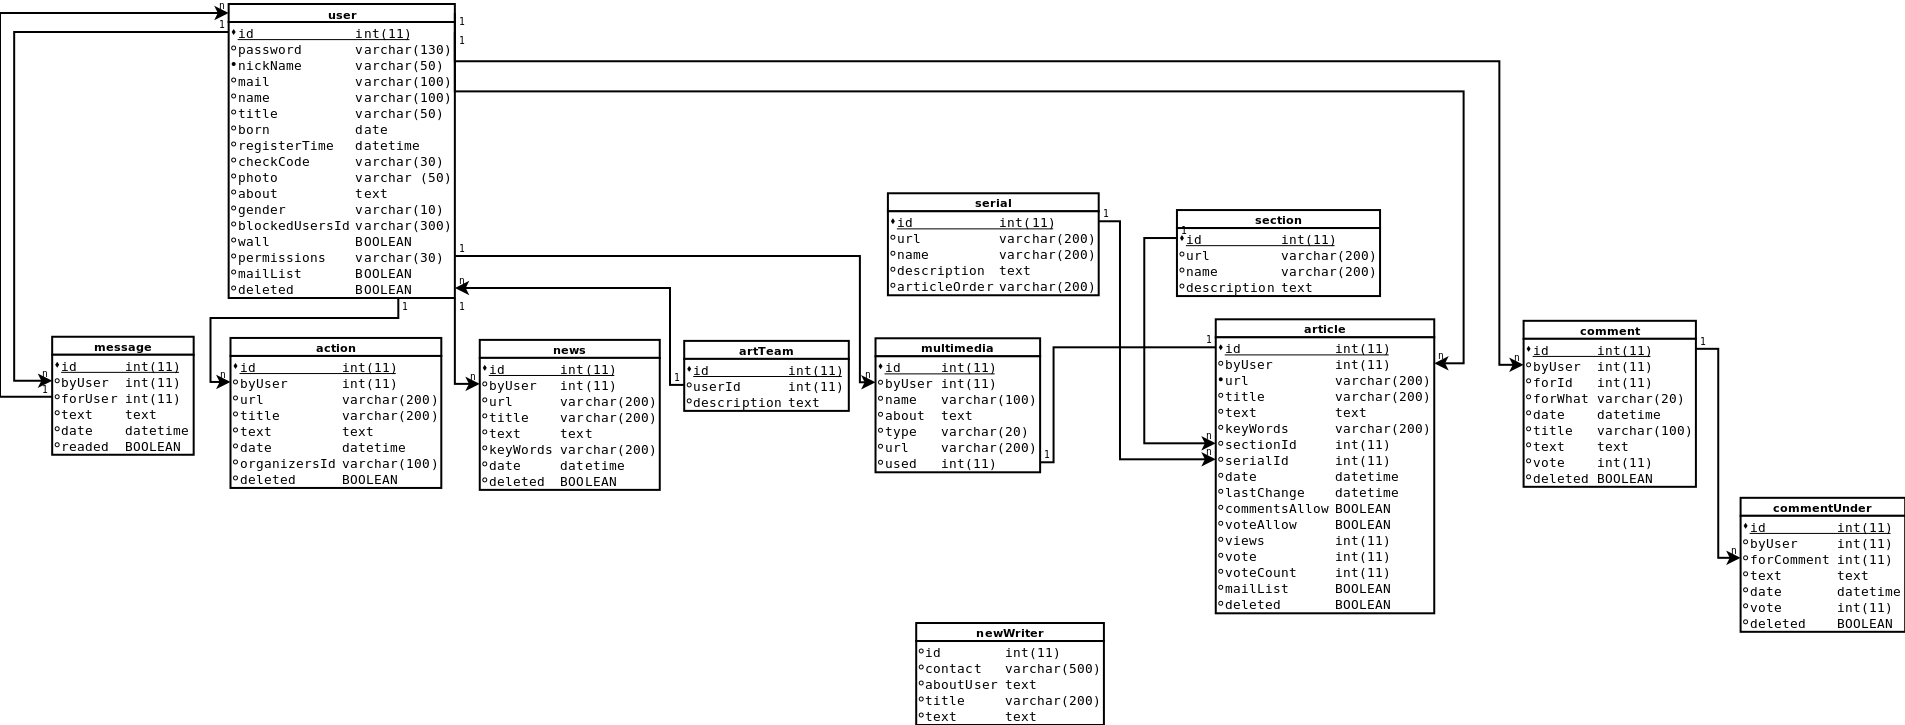 user
id int(11)
password varchar(130)
nickName varchar(50)
mail varchar(100)
name varchar(100)
title varchar(50)
born date
registerTime datetime
checkCode varchar(30)
photo varchar (50)
about text
gender varchar(10)
blockedUsersId varchar(300)
wall BOOLEAN
permissions varchar(30)
mailList BOOLEAN
deleted BOOLEAN
n
1
1
1
1
n
1
1
message
id int(11)
byUser int(11)
forUser int(11)
text text
date datetime
readed BOOLEAN
n
1
action
id int(11)
byUser int(11)
url varchar(200)
title varchar(200)
text text
date datetime
organizersId varchar(100)
deleted BOOLEAN
n
news
id int(11)
byUser int(11)
url varchar(200)
title varchar(200)
text text
keyWords varchar(200)
date datetime
deleted BOOLEAN
n
artTeam
id int(11)
userId int(11)
description text
1
multimedia
id int(11)
byUser int(11)
name varchar(100)
about text
type varchar(20)
url varchar(200)
used int(11)
n
1
serial
id int(11)
url varchar(200)
name varchar(200)
description text
articleOrder varchar(200)
1
section
1
id int(11)
url varchar(200)
name varchar(200)
description text
article
id int(11)
byUser int(11)
url varchar(200)
title varchar(200)
text text
keyWords varchar(200)
sectionId int(11)
serialId int(11)
date datetime
lastChange datetime
commentsAllow BOOLEAN
voteAllow BOOLEAN
views int(11)
vote int(11)
voteCount int(11)
mailList BOOLEAN
deleted BOOLEAN
1
n
n
n
comment
id int(11)
byUser int(11)
forId int(11)
forWhat varchar(20)
date datetime
title varchar(100)
text text
vote int(11)
deleted BOOLEAN
n
1
commentUnder
id int(11)
byUser int(11)
forComment int(11)
text text
date datetime
vote int(11)
deleted BOOLEAN
n
newWriter
id int(11)
contact varchar(500)
aboutUser text
title varchar(200)
text text